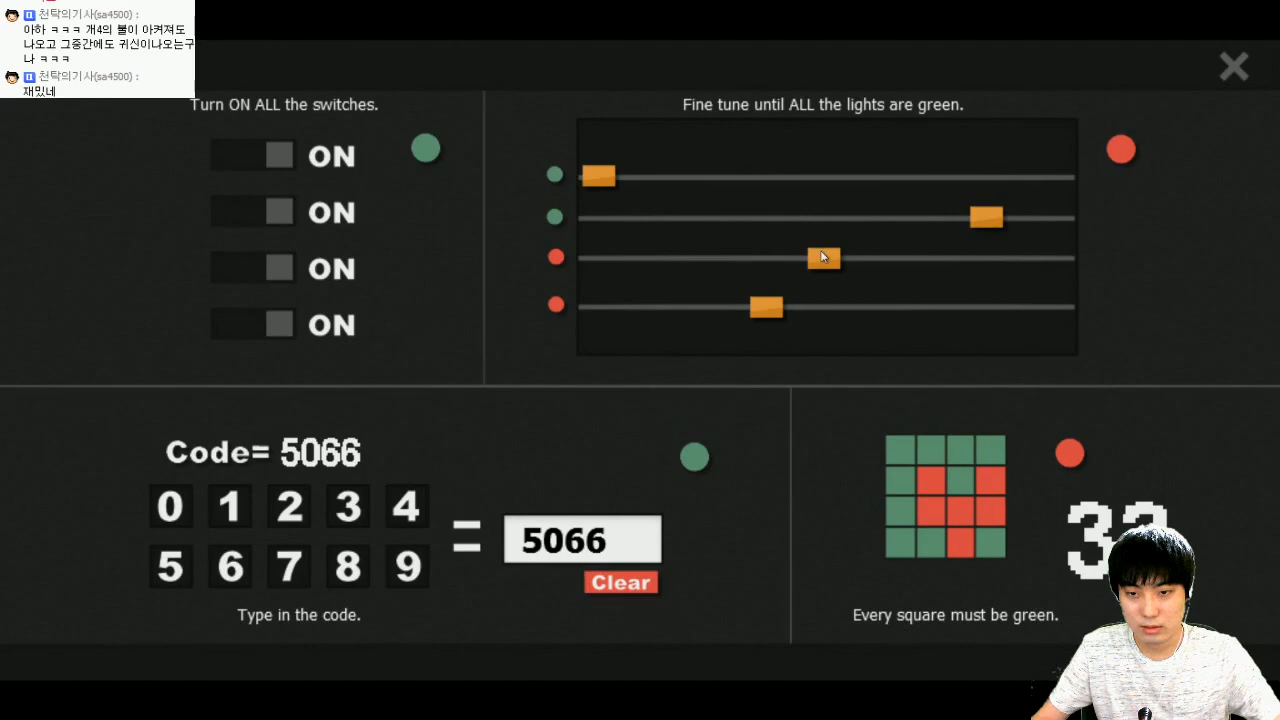 천탁의기사(sa4500) :
아하 ㅋㅋㅋ 개4의 불이 아켜져도
나오고 그중간에도 귀신이나오는구
나 ㅋㅋㅋ
천탁의기사(sa4500) :
재밌네
Turn ON ALL the switches.
ON
ON
ON
ON
Fine tune until ALL the lights are green.
Code= 5066
0 1 2 3 4
5 6 7 8 9
=
5066
Clear
Type in the code.
Every square must be green.